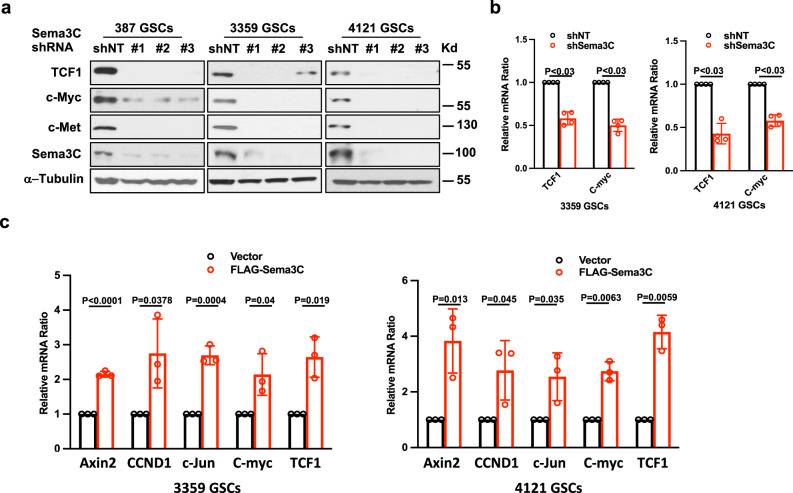 a
Sema3C
shRNA
387 GSCs
3359 GSCs
4121 GSCs
shNT #1 #2 #3
shNT #1 #2 #3
shNT #1 #2 #3
Kd
TCF1
55
c-Myc
55
c-Met
130
Sema3C
100
α–Tubulin
55
b
shNT
shSema3C
P<0.03
P<0.03
Relative mRNA Ratio
1.5
1.0
0.5
0.0
TCF1
C-myc
3359 GSCs
shNT
shSema3C
P<0.03
P<0.03
Relative mRNA Ratio
1.5
1.0
0.5
0.0
TCF1
C-myc
4121 GSCs
c
Vector
FLAG-Sema3C
P<0.0001 P=0.0378 P=0.0004 P=0.04 P=0.019
Relative mRNA Ratio
5
4
3
2
1
0
Axin2 CCND1 c-Jun C-myc TCF1
3359 GSCs
Vector
FLAG-Sema3C
P=0.013 P=0.045 P=0.035 P=0.0063 P=0.0059
Relative mRNA Ratio
6
4
2
0
Axin2 CCND1 c-Jun C-myc TCF1
4121 GSCs